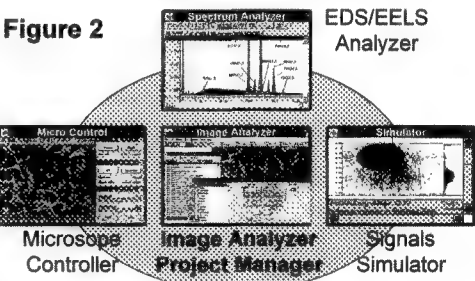 Figure 2
Spectrum Analyzer
EDS/EELS
Analyzer
Micro Control
Image Analyzer
Simulator
Microsope
Controller
Image Analyzer
Project Manager
Signals
Simulator